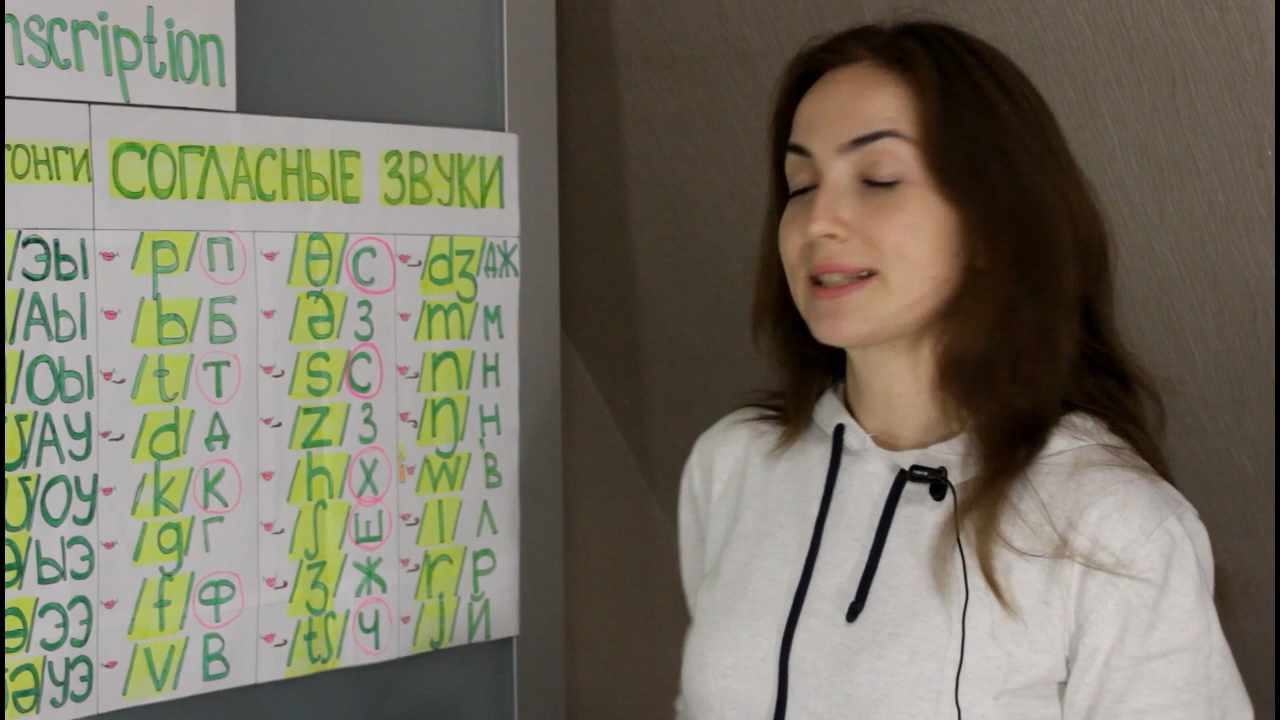 nscription
ТОНГИ СОГЛАСНЫЕ ЗВУКИ
/ЭЫ /p/ П /θ/ С /dʒ/ ДЖ
/АЫ /b/ Б /ð/ З /m/ М
/ОЫ /t/ Т /s/ С /n/ Н
ʊ/АУ /d/ Д /z/ З /ŋ/ Н
ʊ/ОУ /k/ К /h/ Х /w/ В
ə/ЫЭ /g/ Г /ʃ/ Ш /l/ Л
ə/ЭЭ /f/ Ф /ʒ/ Ж /r/ Р
ə/УЭ /v/ В /tʃ/ Ч /j/ Й